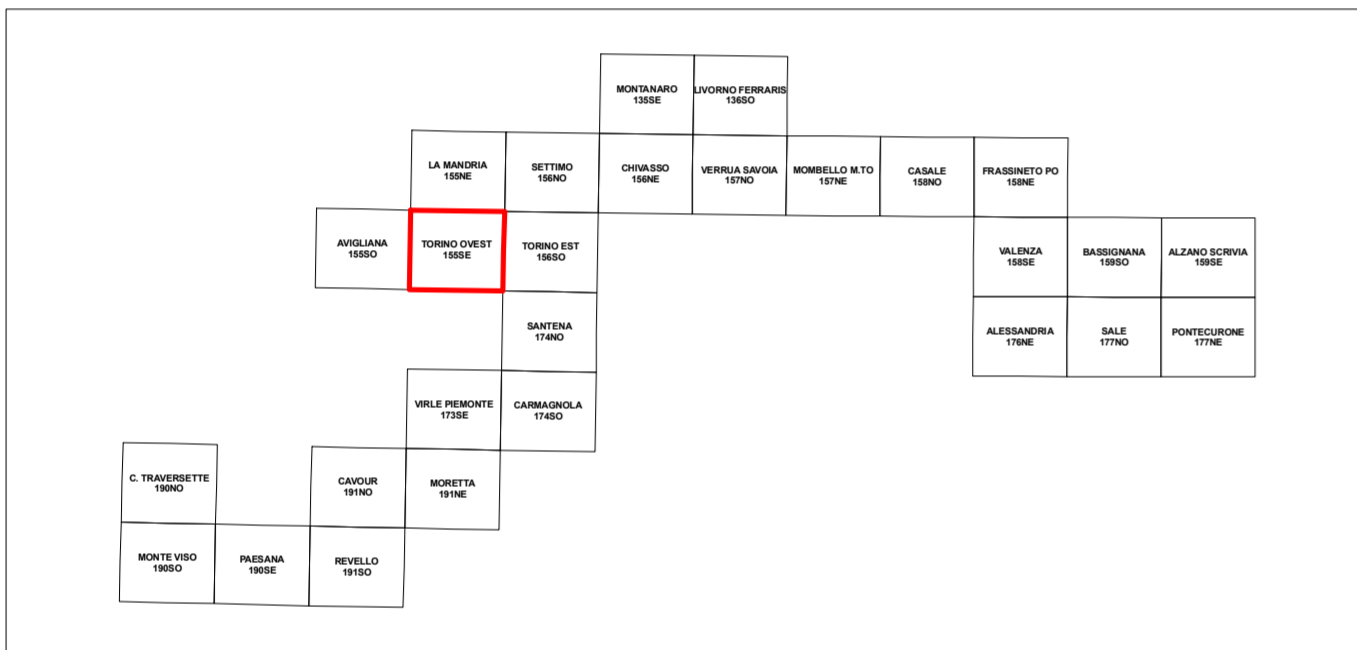 MONTANARO
135SE
LIVORNO FERRARIS
136SO
LA MANDRIA
155NE
SETTIMO
156NO
CHIVASSO
156NE
VERRUA SAVOIA
157NO
MOMBELLO M.TO
157NE
CASALE
158NO
FRASSINETO PO
158NE
AVIGLIANA
155SO
TORINO OVEST
155SE
TORINO EST
156SO
VALENZA
158SE
BASSIGNANA
159SO
ALZANO SCRIVIA
159SE
SANTENA
174NO
ALESSANDRIA
176NE
SALE
177NO
PONTECURONE
177NE
VIRLE PIEMONTE
173SE
CARMAGNOLA
174SO
C. TRAVERSETTE
190NO
CAVOUR
191NO
MORETTA
191NE
MONTE VISO
190SO
PAESANA
190SE
REVELLO
191SO